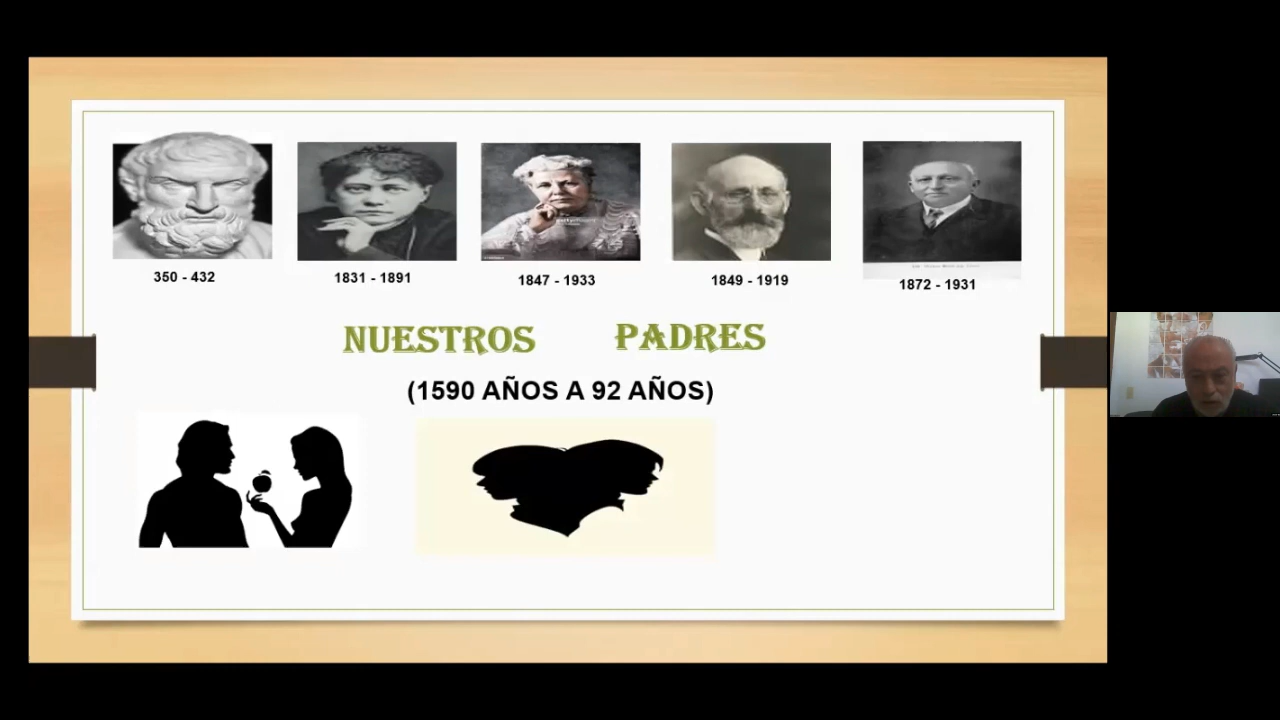 350 - 432
1831 - 1891
1847 - 1933
1849 - 1919
1872 - 1931
NUESTROS PADRES
(1590 AÑOS A 92 AÑOS)